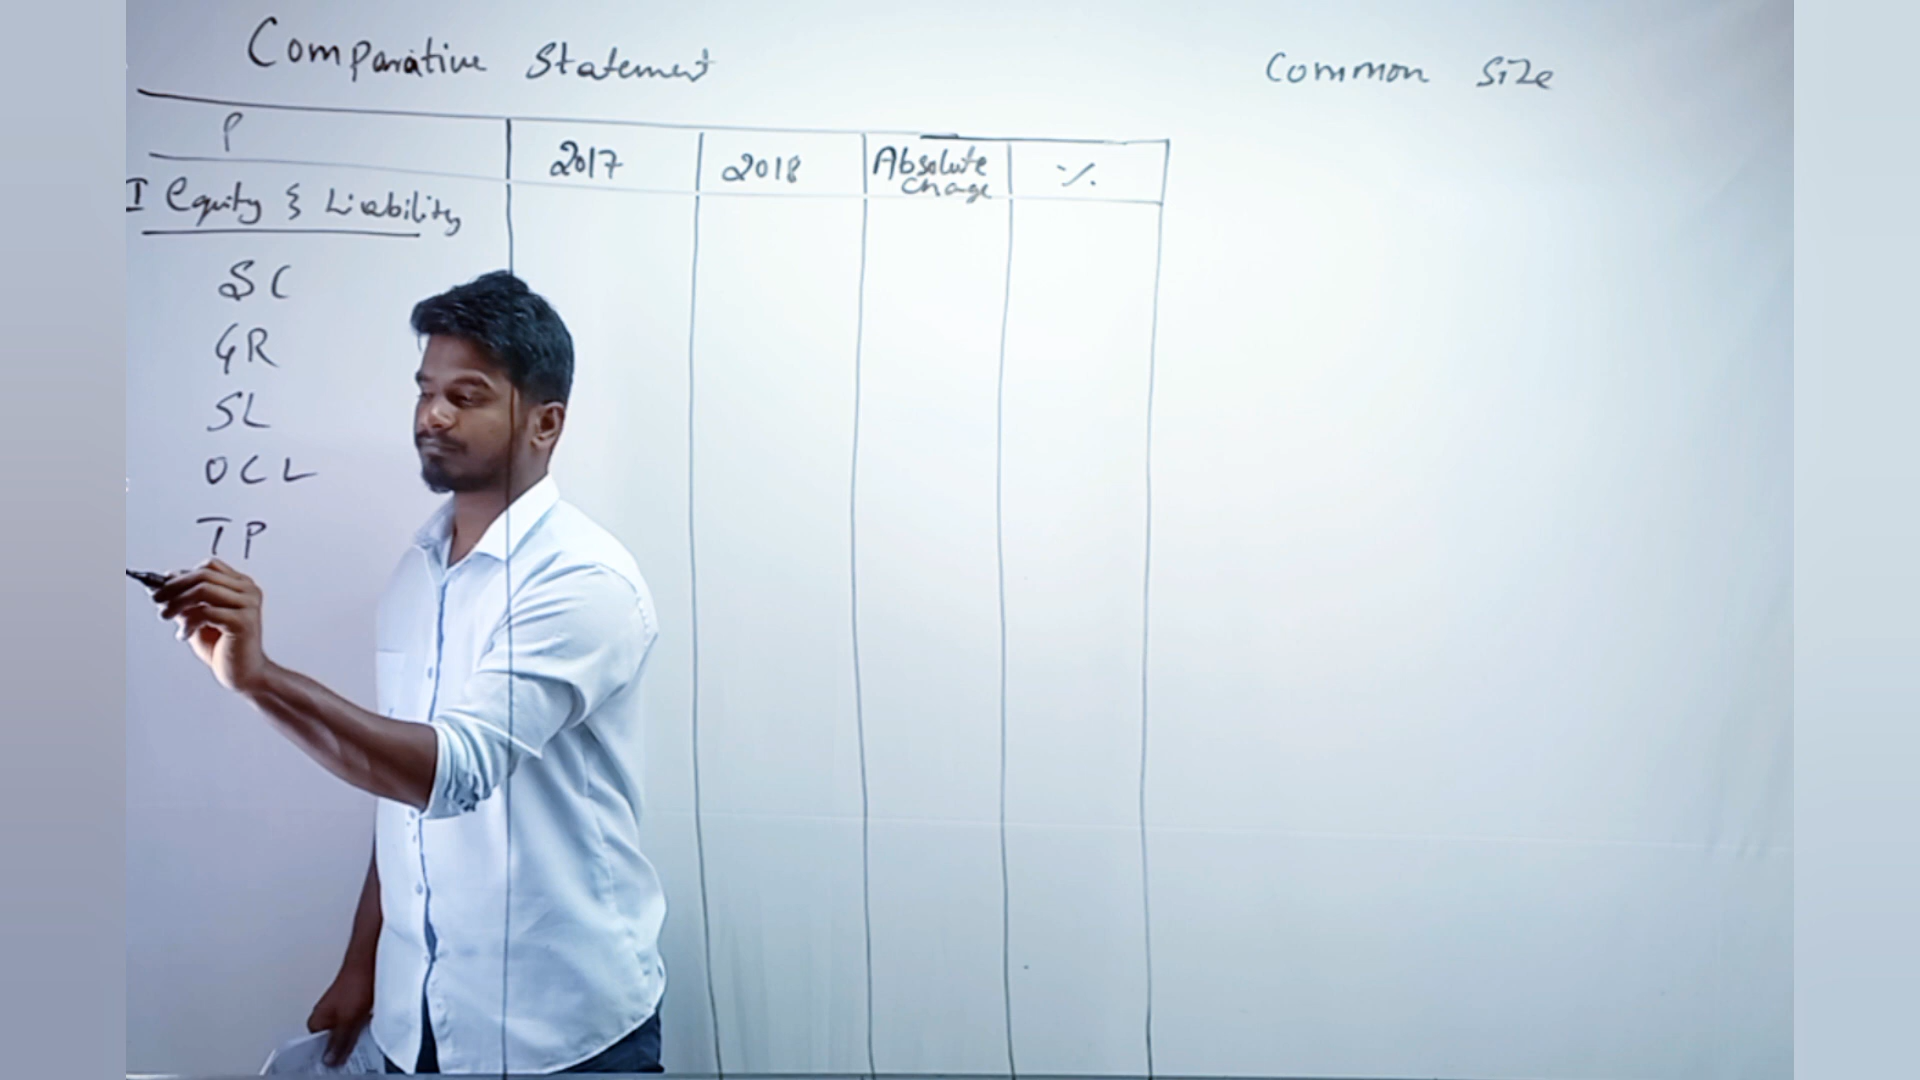 Comparative Statement
Common Size
P
2017
2018
Absolute
Change
%
I Equity & Liability
SC
GR
SL
OCL
TP